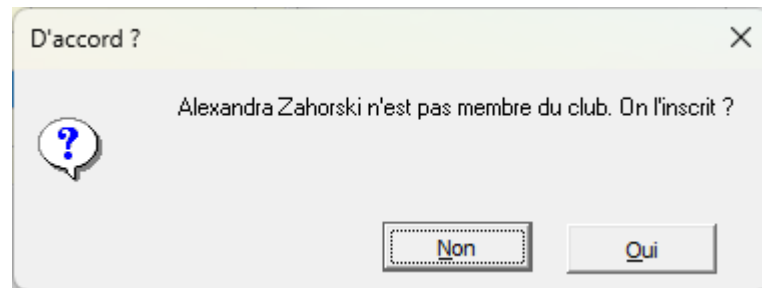 D'accord ?
Alexandra Zahorski n'est pas membre du club. On l'inscrit ?
Non
Oui